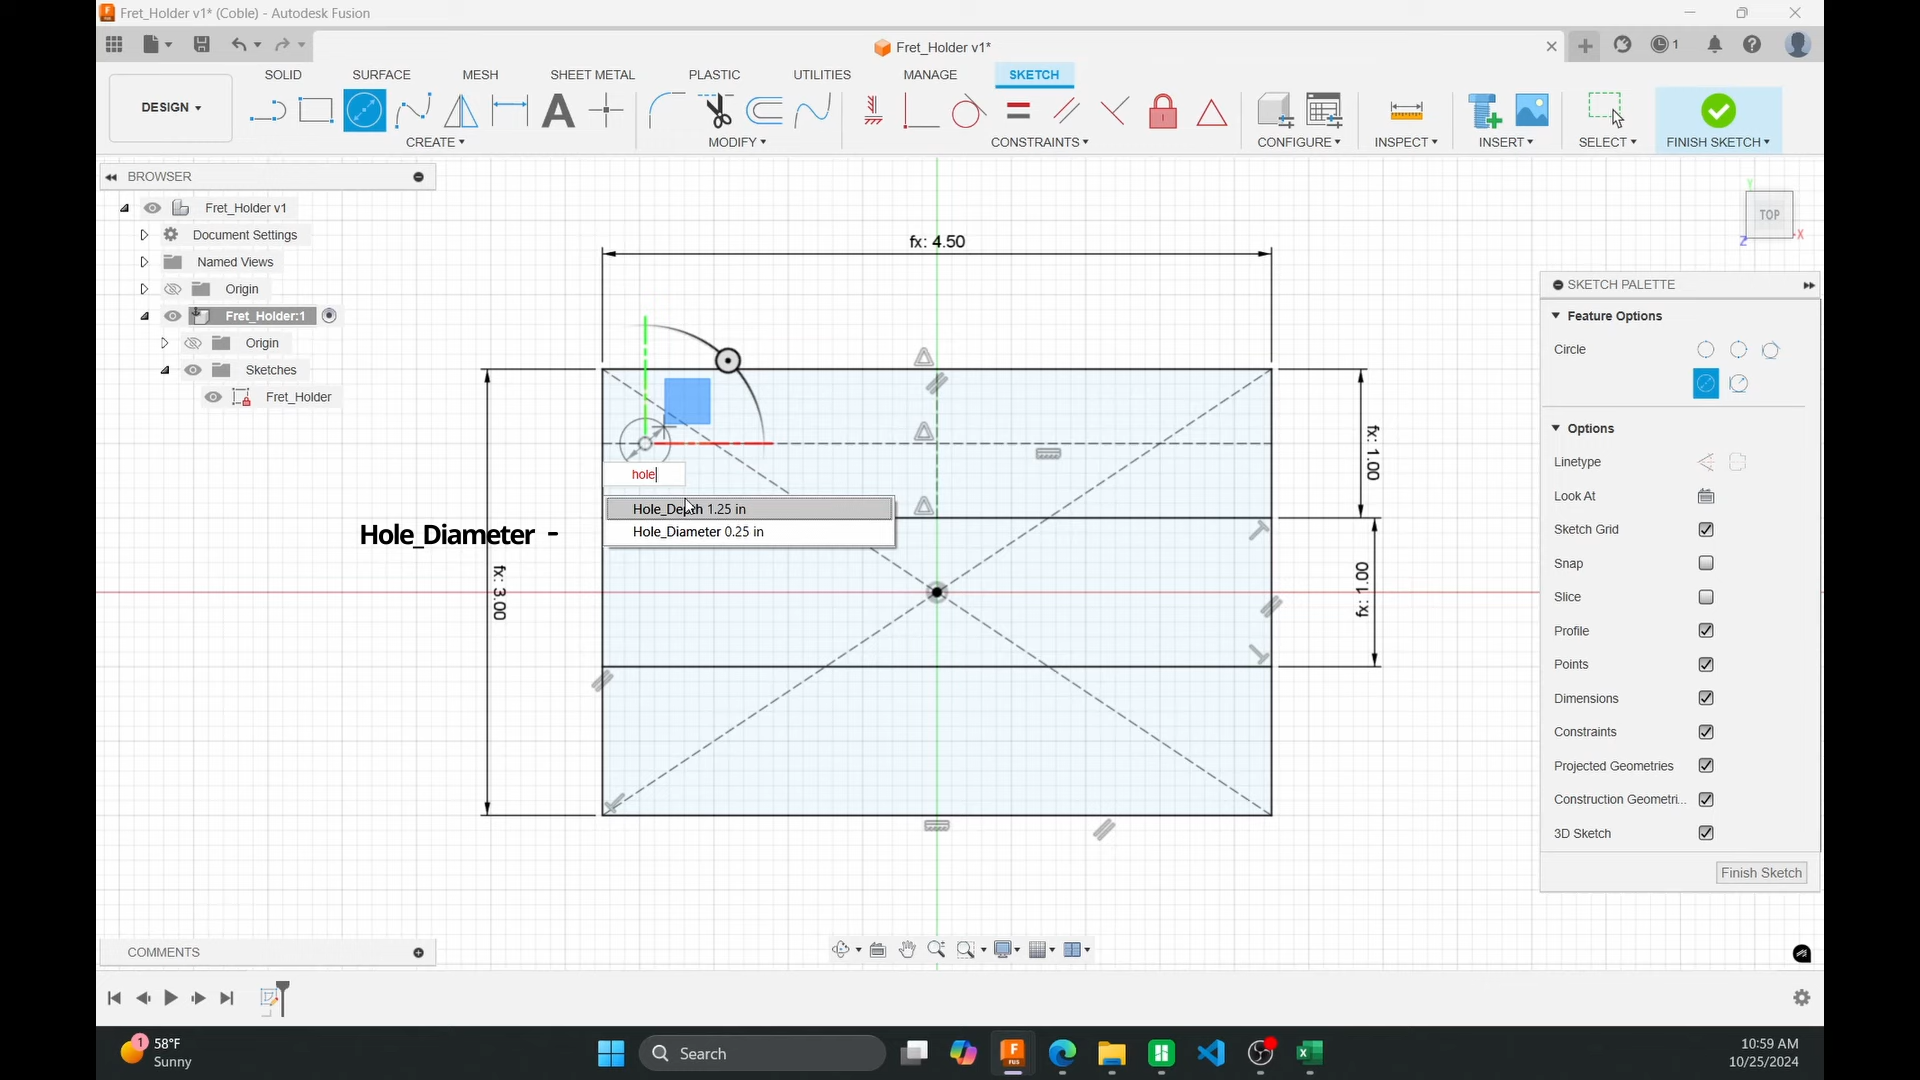 Fret_Holder v1* (Coble) - Autodesk Fusion
Fret_Holder v1*
1
SOLID
SURFACE
MESH
SHEET METAL
PLASTIC
UTILITIES
MANAGE
SKETCH
DESIGN
CREATE
MODIFY
CONSTRAINTS
CONFIGURE
INSPECT
INSERT
SELECT
FINISH SKETCH
BROWSER
Fret_Holder v1
Document Settings
Named Views
Origin
Fret_Holder:1
Origin
Sketches
Fret_Holder
fx: 4.50
fx: 1.00
fx: 1.00
fx: 3.00
hole
Hole_Depth 1.25 in
Hole_Diameter 0.25 in
Hole_Diameter -
Y
TOP
X
Z
SKETCH PALETTE
Feature Options
Circle
Options
Linetype
Look At
Sketch Grid
Snap
Slice
Profile
Points
Dimensions
Constraints
Projected Geometries
Construction Geometri...
3D Sketch
Finish Sketch
COMMENTS
1
58°F
Sunny
Search
10:59 AM
10/25/2024